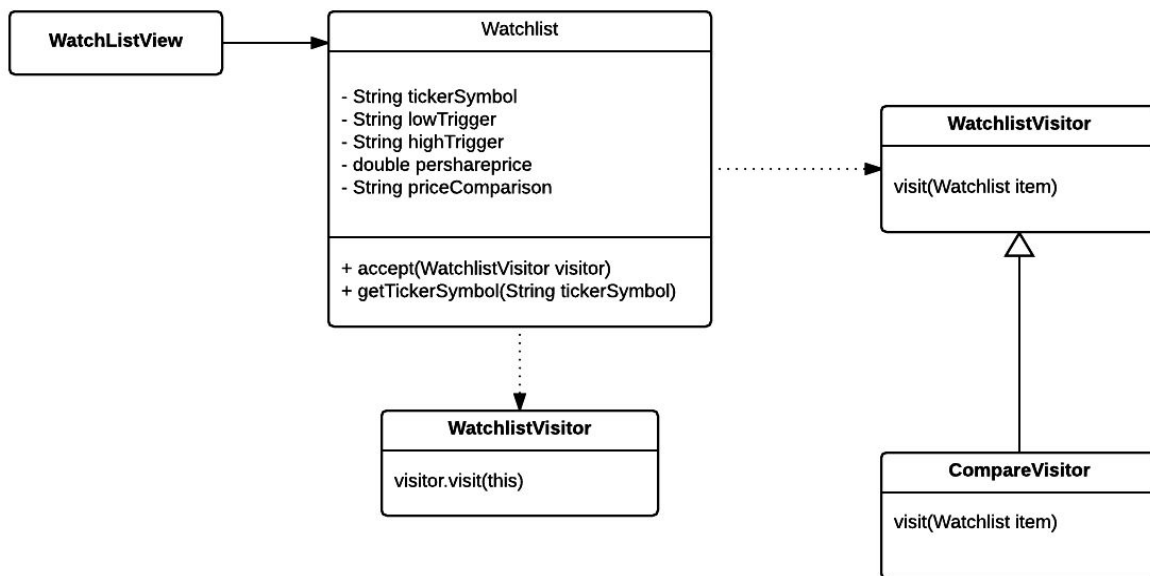 WatchListView
Watchlist
- String tickerSymbol
- String lowTrigger
- String highTrigger
- double pershareprice
- String priceComparison
+ accept(WatchlistVisitor visitor)
+ getTickerSymbol(String tickerSymbol)
WatchlistVisitor
visit(Watchlist item)
WatchlistVisitor
visitor.visit(this)
CompareVisitor
visit(Watchlist item)